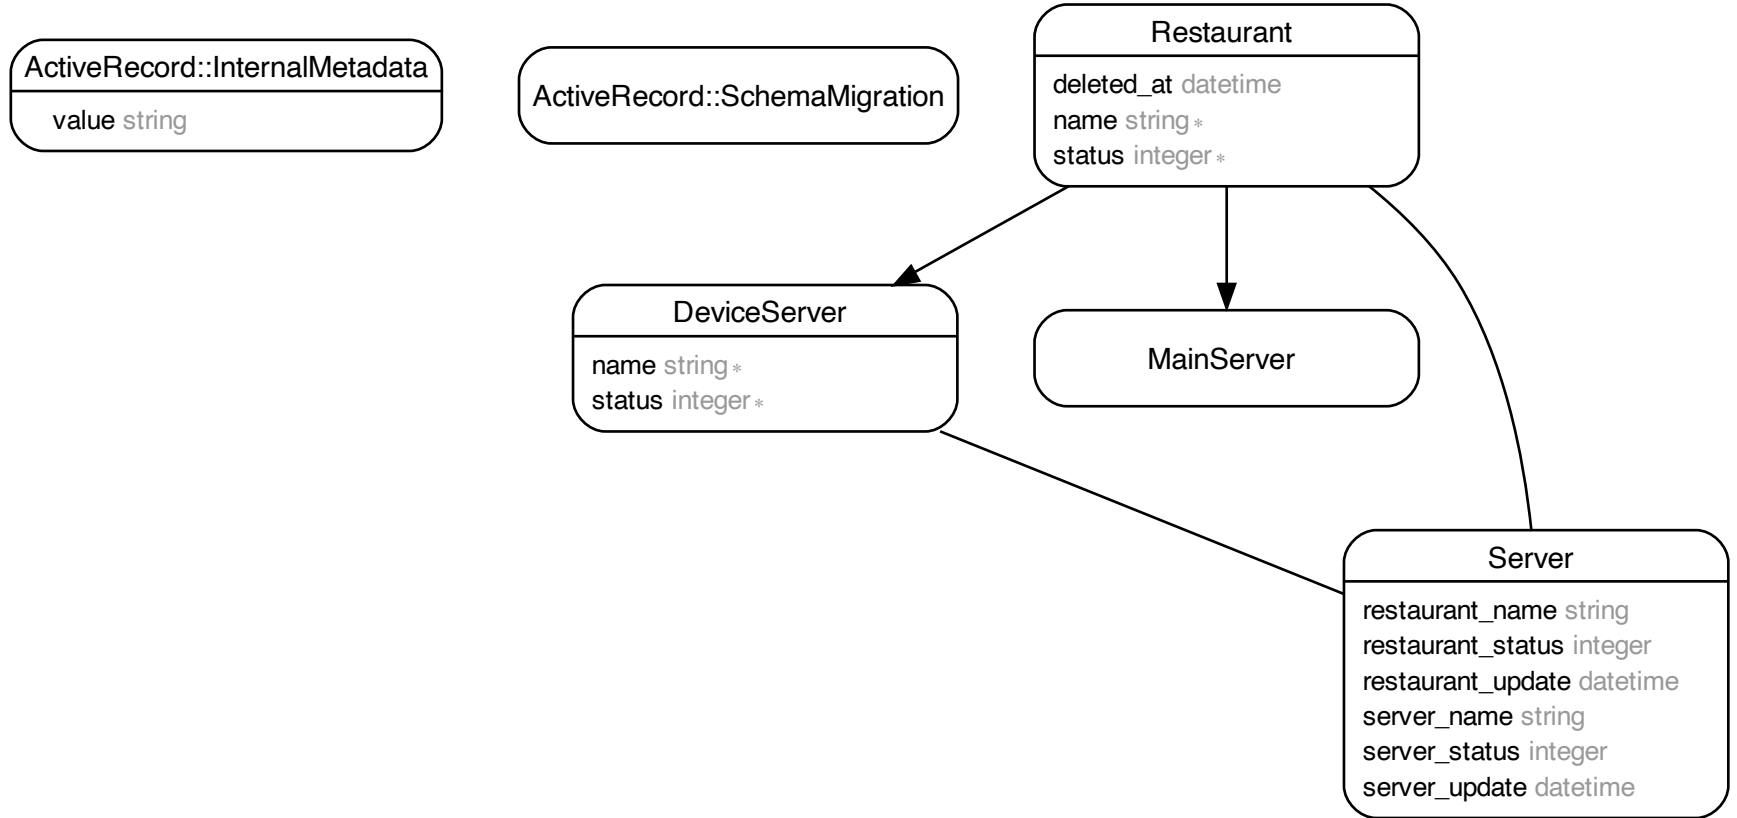 ActiveRecord::InternalMetadata
value string
ActiveRecord::SchemaMigration
Restaurant
deleted_at datetime
name string *
status integer *
DeviceServer
name string *
status integer *
MainServer
Server
restaurant_name string
restaurant_status integer
restaurant_update datetime
server_name string
server_status integer
server_update datetime